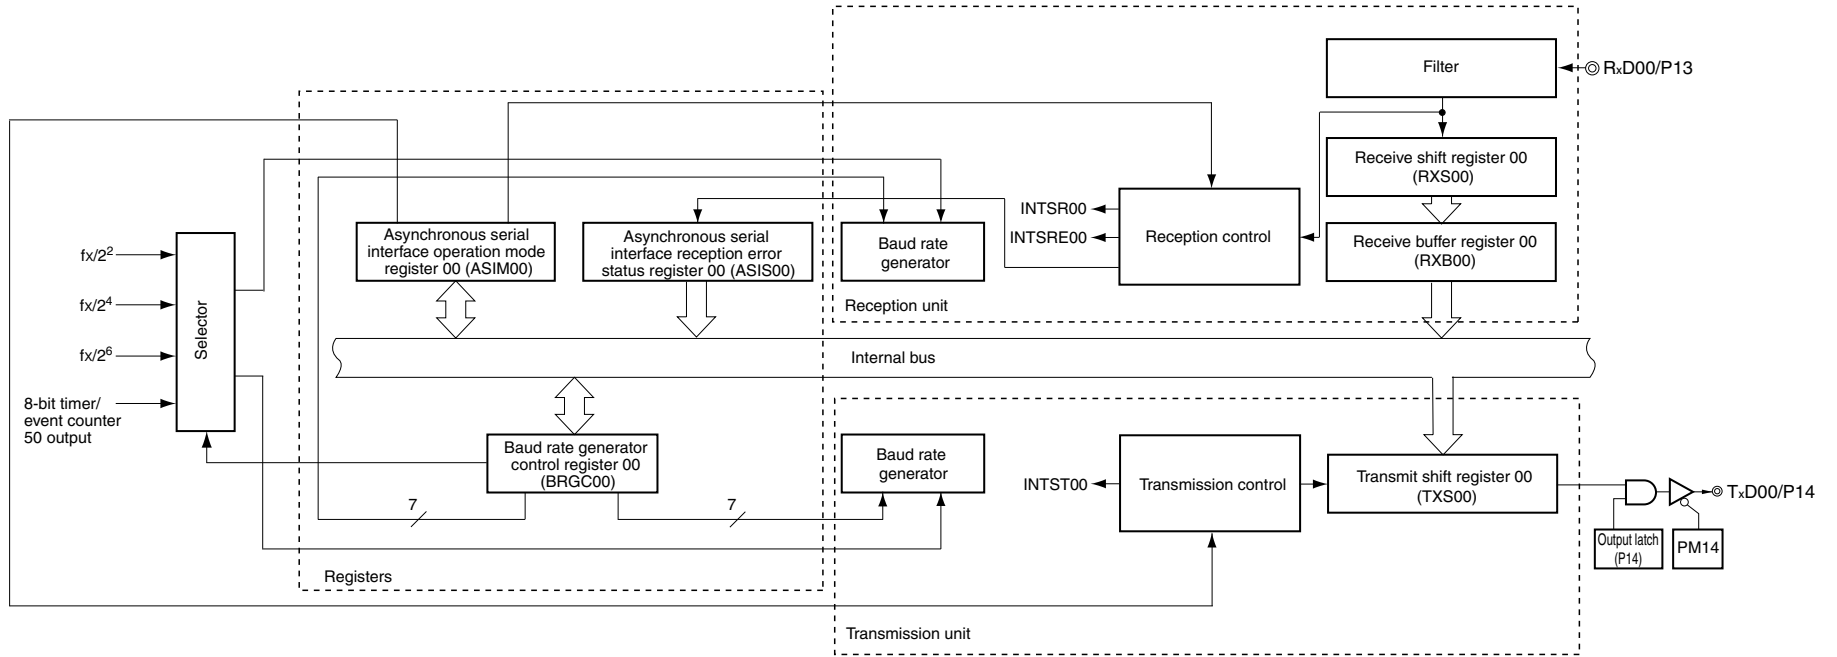 Filter
RxD00/P13
Receive shift register 00
(RXS00)
Asynchronous serial
interface operation mode
register 00 (ASIM00)
Asynchronous serial
interface reception error
status register 00 (ASIS00)
Baud rate
generator
INTSR00
INTSRE00
Reception control
Receive buffer register 00
(RXB00)
Reception unit
fx/2²
fx/2⁴
fx/2⁶
8-bit timer/
event counter
50 output
Selector
Internal bus
Baud rate generator
control register 00
(BRGC00)
7
7
Registers
Baud rate
generator
INTST00
Transmission control
Transmit shift register 00
(TXS00)
TxD00/P14
Output latch
(P14)
PM14
Transmission unit